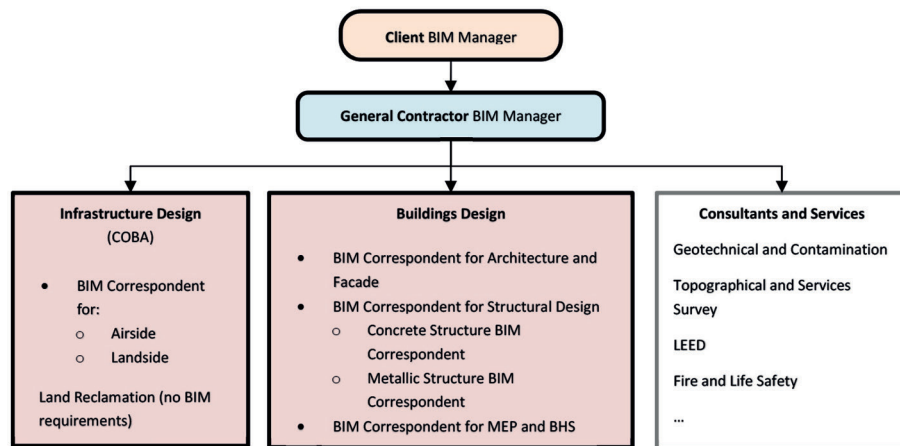 Client BIM Manager
General Contractor BIM Manager
Infrastructure Design
(COBA)
• BIM Correspondent
for:
o Airside
o Landside
Land Reclamation (no BIM
requirements)
Buildings Design
• BIM Correspondent for Architecture and
Facade
• BIM Correspondent for Structural Design
o Concrete Structure BIM
Correspondent
o Metallic Structure BIM
Correspondent
• BIM Correspondent for MEP and BHS
Consultants and Services
Geotechnical and Contamination
Topographical and Services
Survey
LEED
Fire and Life Safety
...